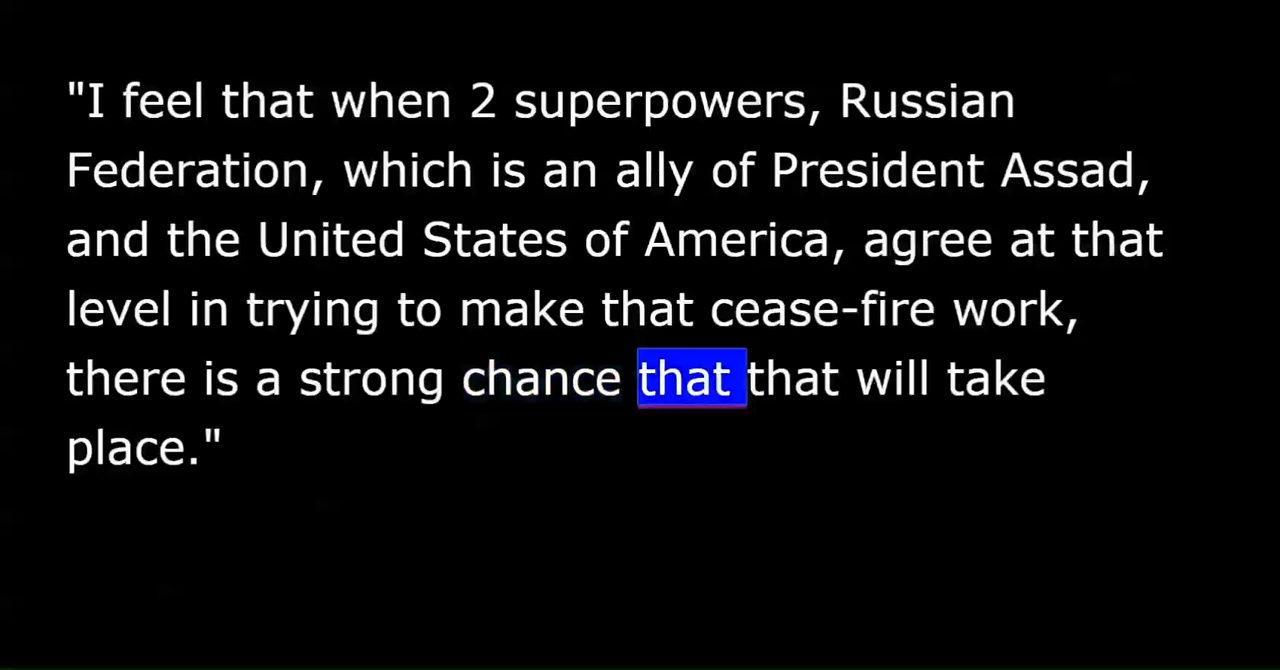 "I feel that when 2 superpowers, Russian
Federation, which is an ally of President Assad,
and the United States of America, agree at that
level in trying to make that cease-fire work,
there is a strong chance that that will take
place."